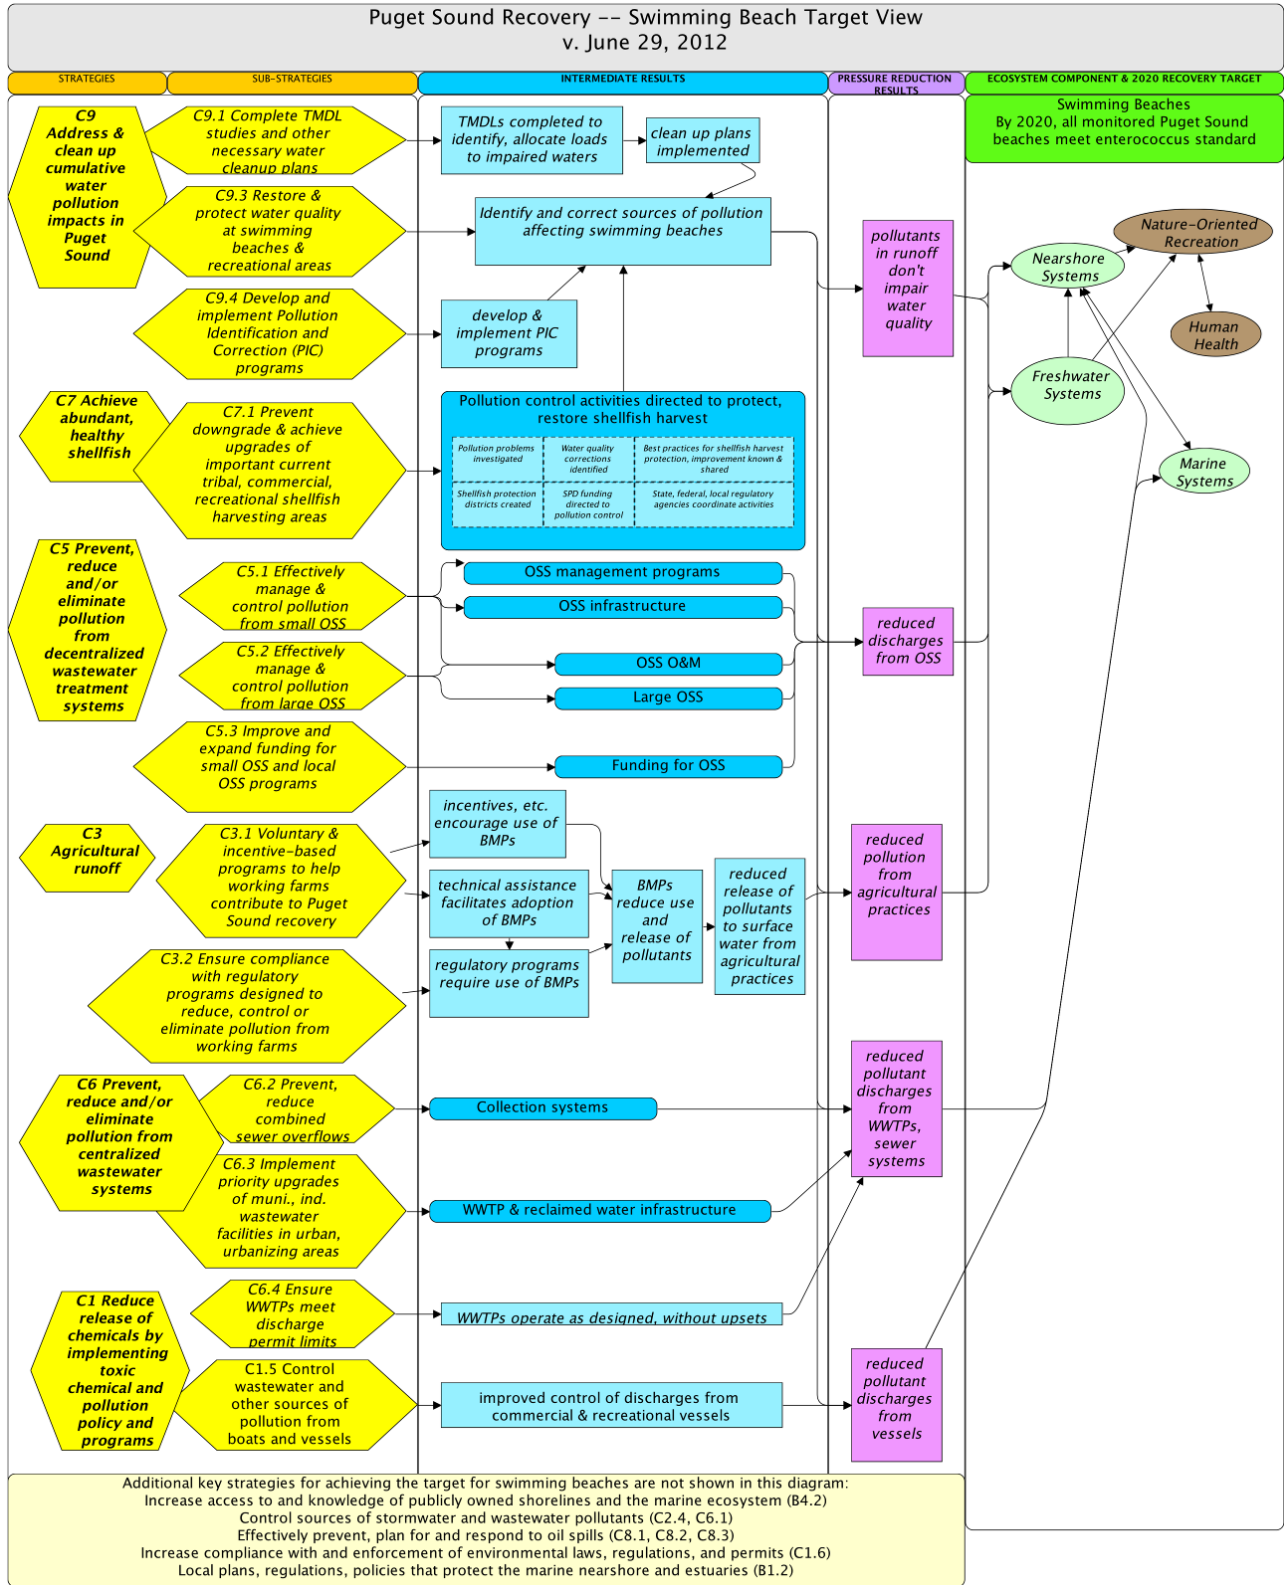 Puget Sound Recovery -- Swimming Beach Target View
v. June 29, 2012
STRATEGIES
SUB-STRATEGIES
INTERMEDIATE RESULTS
PRESSURE REDUCTION
RESULTS
ECOSYSTEM COMPONENT & 2020 RECOVERY TARGET
Swimming Beaches
By 2020, all monitored Puget Sound
beaches meet enterococcus standard
C9
Address &
clean up
cumulative
water
pollution
impacts in
Puget
Sound
C9.1 Complete TMDL
studies and other
necessary water
cleanup plans
TMDLs completed to
identify, allocate loads
to impaired waters
clean up plans
implemented
C9.3 Restore &
protect water quality
at swimming
beaches &
recreational areas
Identify and correct sources of pollution
affecting swimming beaches
C9.4 Develop and
implement Pollution
Identification and
Correction (PIC)
programs
develop &
implement PIC
programs
pollutants
in runoff
don't
impair
water
quality
Nearshore
Systems
Nature-Oriented
Recreation
Human
Health
Freshwater
Systems
Marine
Systems
C7 Achieve
abundant,
healthy
shellfish
C7.1 Prevent
downgrade & achieve
upgrades of
important current
tribal, commercial,
recreational shellfish
harvesting areas
Pollution control activities directed to protect,
restore shellfish harvest
Pollution problems
investigated
Water quality
corrections
identified
Best practices for shellfish harvest
protection, improvement known &
shared
Shellfish protection
districts created
SPD funding
directed to
pollution control
State, federal, local regulatory
agencies coordinate activities
C5 Prevent,
reduce
and/or
eliminate
pollution
from
decentralized
wastewater
treatment
systems
C5.1 Effectively
manage &
control pollution
from small OSS
OSS management programs
OSS infrastructure
C5.2 Effectively
manage &
control pollution
from large OSS
OSS O&M
Large OSS
reduced
discharges
from OSS
C5.3 Improve and
expand funding for
small OSS and local
OSS programs
Funding for OSS
C3
Agricultural
runoff
C3.1 Voluntary &
incentive-based
programs to help
working farms
contribute to Puget
Sound recovery
incentives, etc.
encourage use of
BMPs
technical assistance
facilitates adoption
of BMPs
BMPs
reduce use
and
release of
pollutants
reduced
release of
pollutants
to surface
water from
agricultural
practices
reduced
pollution
from
agricultural
practices
C3.2 Ensure compliance
with regulatory
programs designed to
reduce, control or
eliminate pollution from
working farms
regulatory programs
require use of BMPs
C6 Prevent,
reduce and/or
eliminate
pollution from
centralized
wastewater
systems
C6.2 Prevent,
reduce
combined
sewer overflows
Collection systems
reduced
pollutant
discharges
from
WWTPs,
sewer
systems
C6.3 Implement
priority upgrades
of muni., ind.
wastewater
facilities in urban,
urbanizing areas
WWTP & reclaimed water infrastructure
C6.4 Ensure
WWTPs meet
discharge
permit limits
WWTPs operate as designed, without upsets
C1 Reduce
release of
chemicals by
implementing
toxic
chemical and
pollution
policy and
programs
C1.5 Control
wastewater and
other sources of
pollution from
boats and vessels
improved control of discharges from
commercial & recreational vessels
reduced
pollutant
discharges
from
vessels
Additional key strategies for achieving the target for swimming beaches are not shown in this diagram:
Increase access to and knowledge of publicly owned shorelines and the marine ecosystem (B4.2)
Control sources of stormwater and wastewater pollutants (C2.4, C6.1)
Effectively prevent, plan for and respond to oil spills (C8.1, C8.2, C8.3)
Increase compliance with and enforcement of environmental laws, regulations, and permits (C1.6)
Local plans, regulations, policies that protect the marine nearshore and estuaries (B1.2)